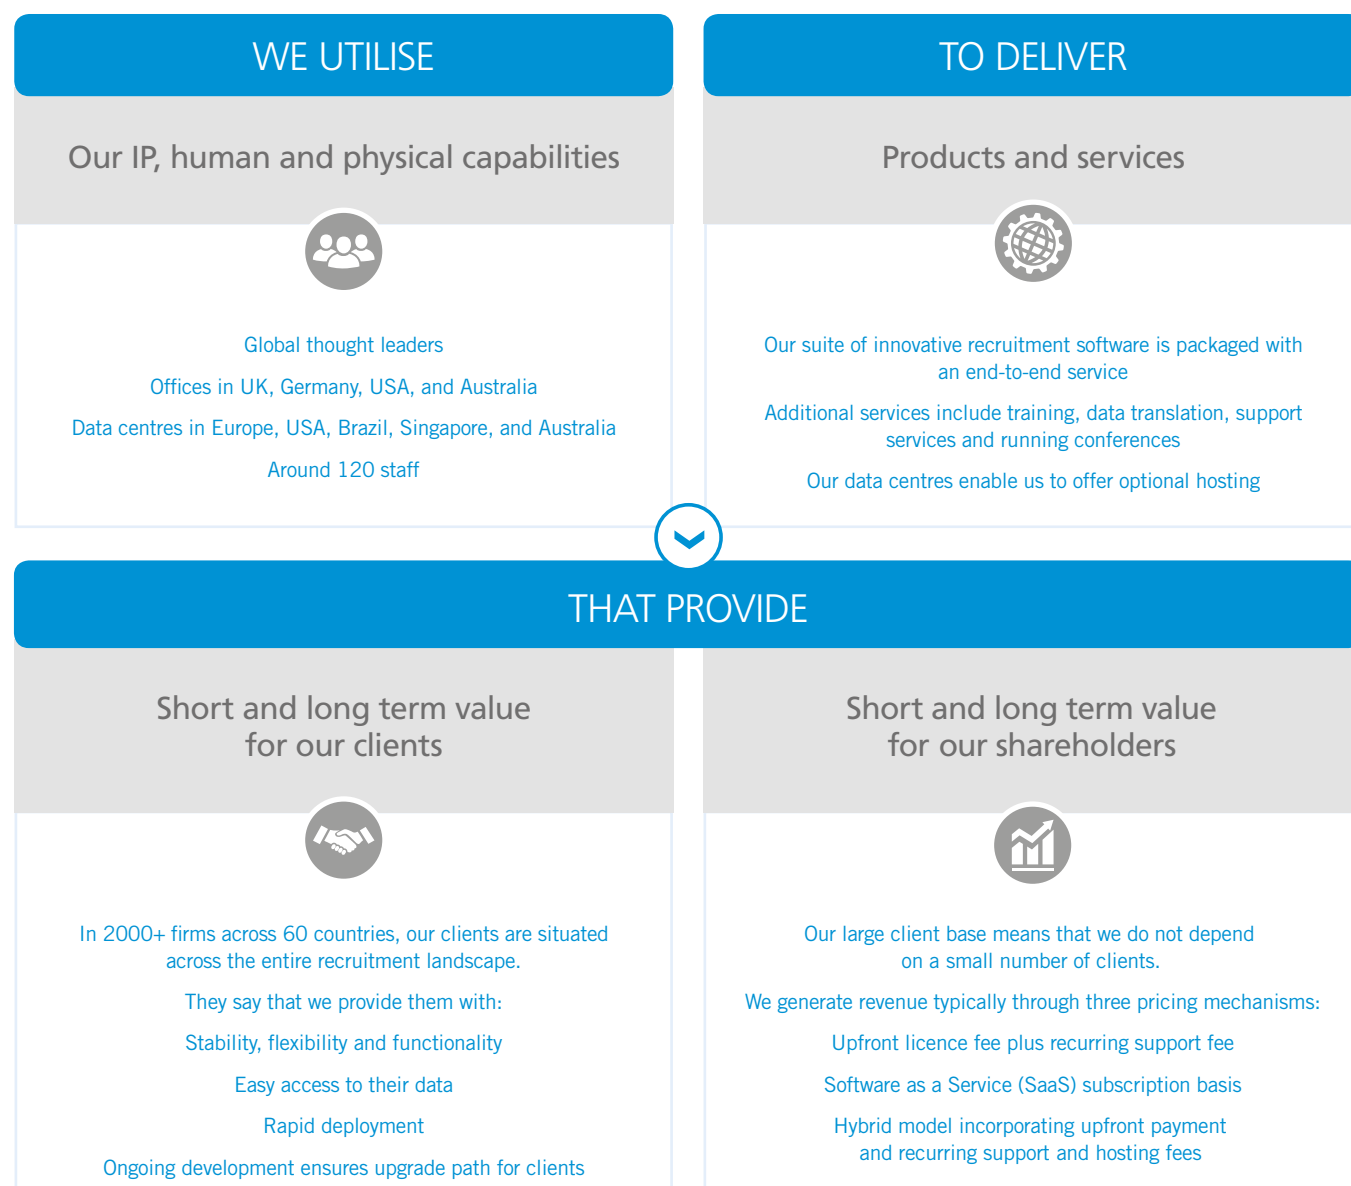 WE UTILISE
Our IP, human and physical capabilities
Global thought leaders
Offices in UK, Germany, USA, and Australia
Data centres in Europe, USA, Brazil, Singapore, and Australia
Around 120 staff
TO DELIVER
Products and services
Our suite of innovative recruitment software is packaged with
an end-to-end service
Additional services include training, data translation, support
services and running conferences
Our data centres enable us to offer optional hosting
THAT PROVIDE
Short and long term value
for our clients
In 2000+ firms across 60 countries, our clients are situated
across the entire recruitment landscape.
They say that we provide them with:
Stability, flexibility and functionality
Easy access to their data
Rapid deployment
Ongoing development ensures upgrade path for clients
Short and long term value
for our shareholders
Our large client base means that we do not depend
on a small number of clients.
We generate revenue typically through three pricing mechanisms:
Upfront licence fee plus recurring support fee
Software as a Service (SaaS) subscription basis
Hybrid model incorporating upfront payment
and recurring support and hosting fees